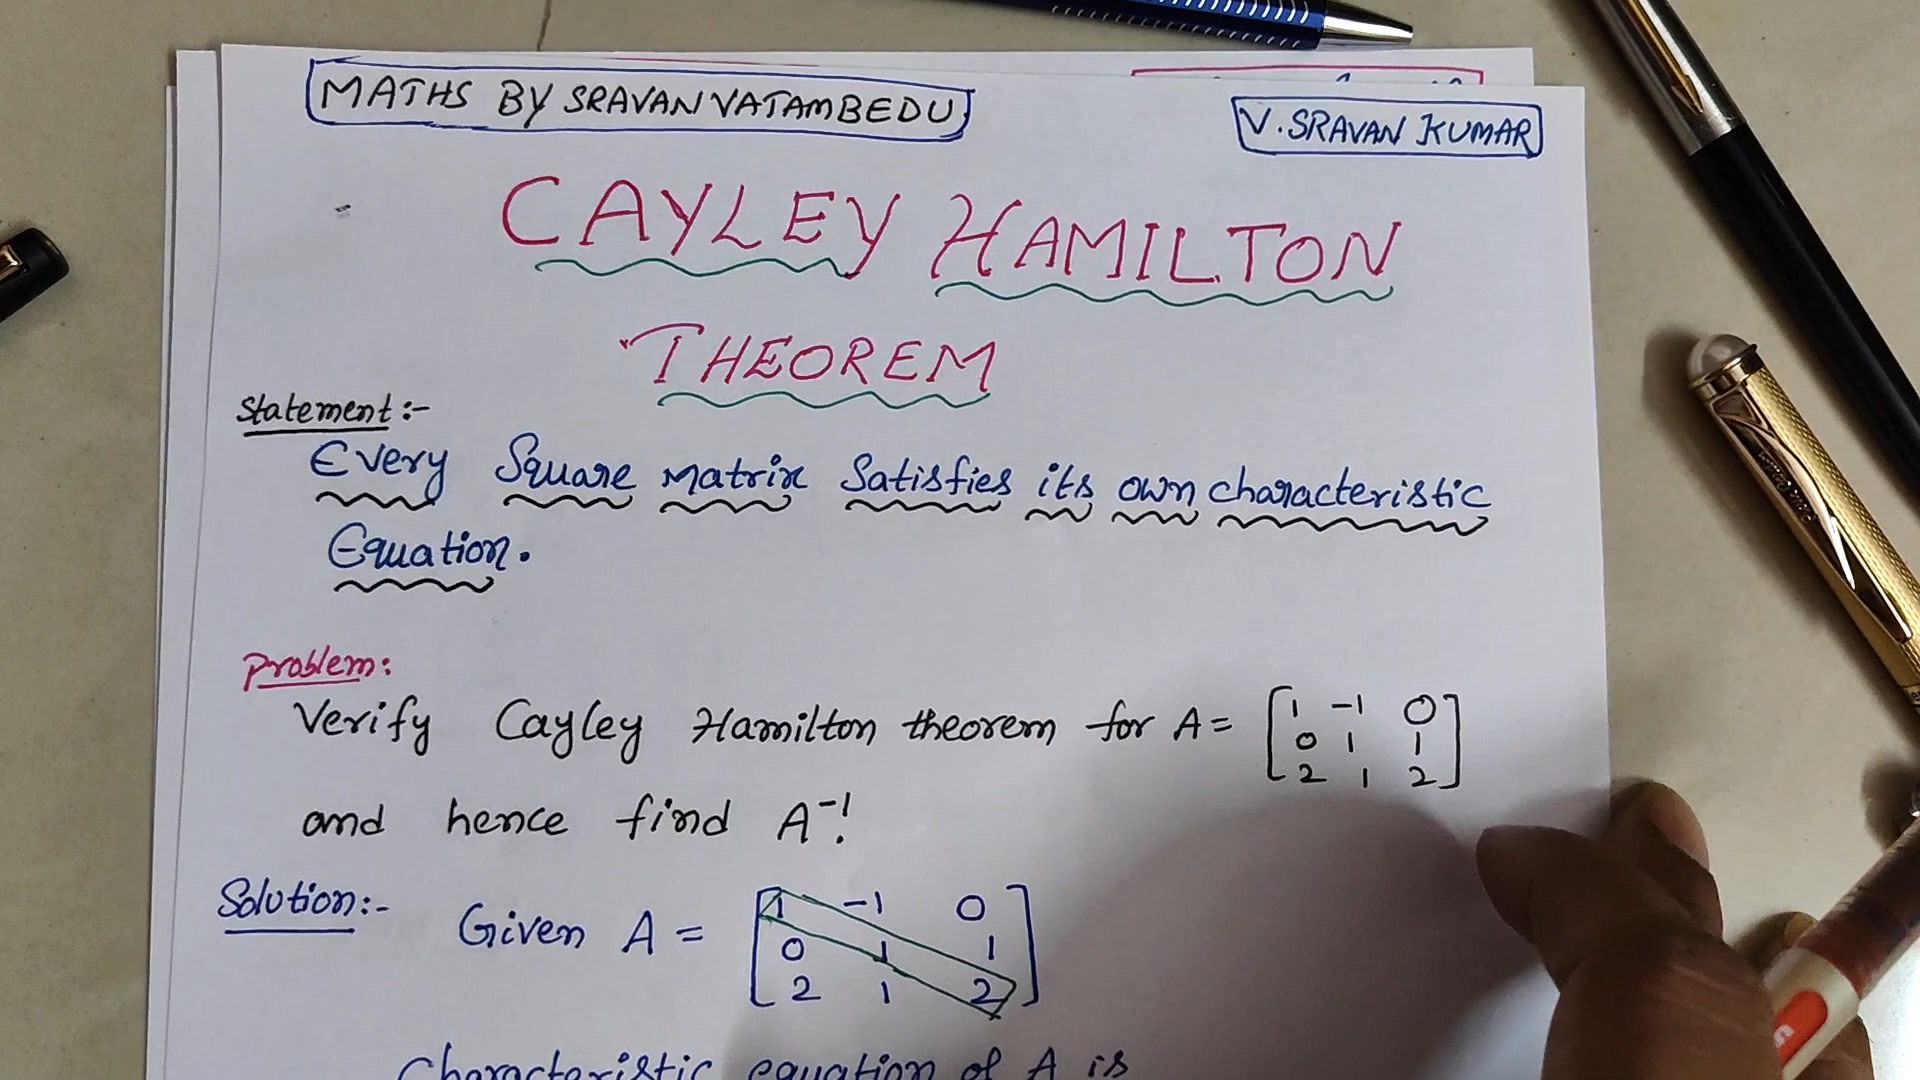 MATHS BY SRAVAN VATAMBEDU
V. SRAVAN KUMAR
CAYLEY HAMILTON
THEOREM
Statement :-
Every Square matrix Satisfies its own characteristic
Equation.
Problem:
Verify Cayley Hamilton theorem for A = [1 -1 0
0 1 1
2 1 2]
and hence find A⁻¹.
Solution:-
Given A = [1 -1 0
0 1 1
2 1 2]
Characteristic equation of A is